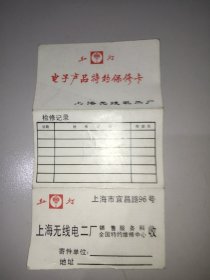 红 灯
电子产品特约保修卡
上海无线电二厂
检修记录
红 灯
上海市宜昌路96号
上海无线电二厂 销售服务科 收
全国特约维修中心
寄件单位：
地址